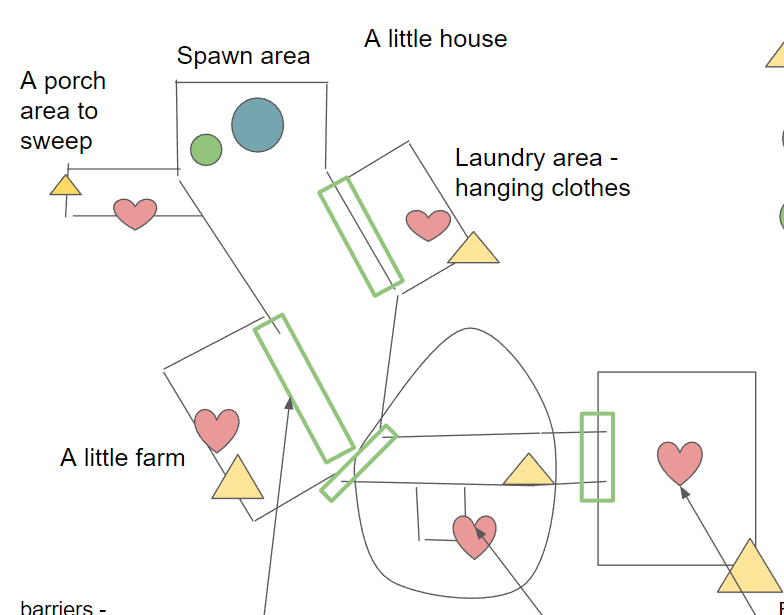 A little house
Spawn area
A porch
area to
sweep
Laundry area -
hanging clothes
A little farm
barriers -